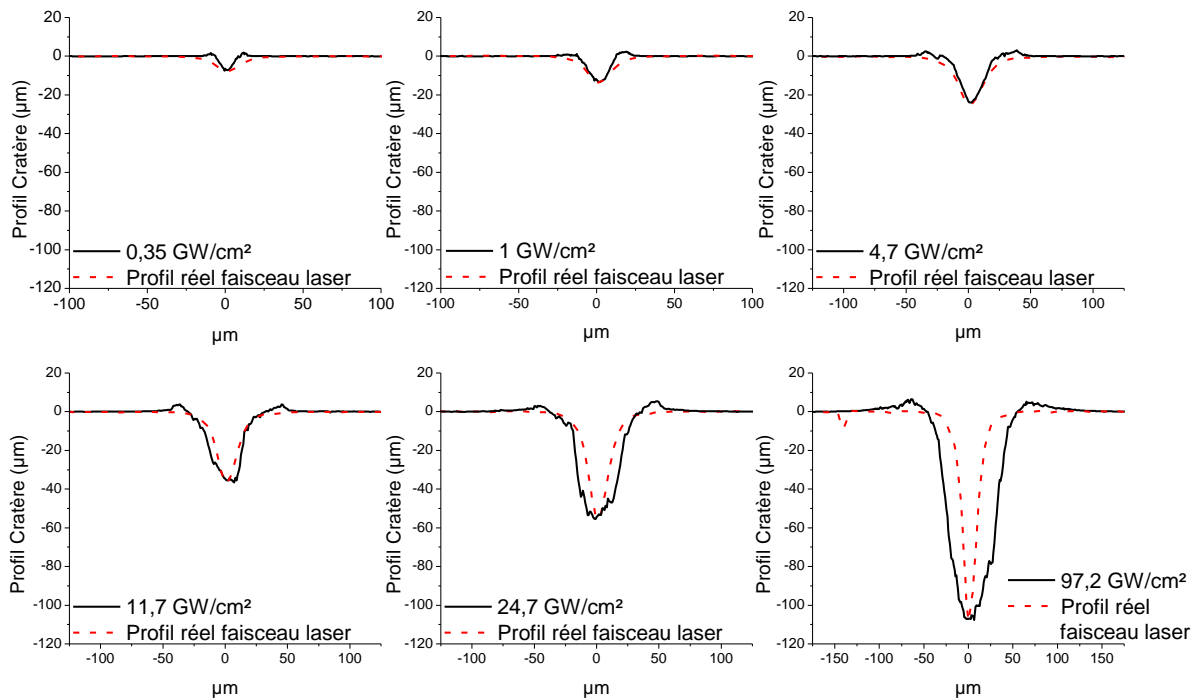 20
0
-20
-40
-60
-80
-100
-120
Profil Cratère (µm)
0,35 GW/cm²
Profil réel faisceau laser
-100 -50 0 50 100
µm
20
0
-20
-40
-60
-80
-100
-120
Profil Cratère (µm)
1 GW/cm²
Profil réel faisceau laser
-100 -50 0 50 100
µm
20
0
-20
-40
-60
-80
-100
-120
Profil Cratère (µm)
4,7 GW/cm²
Profil réel faisceau laser
-100 -50 0 50 100
µm
20
0
-20
-40
-60
-80
-100
-120
Profil Cratère (µm)
11,7 GW/cm²
Profil réel faisceau laser
-100 -50 0 50 100
µm
20
0
-20
-40
-60
-80
-100
-120
Profil Cratère (µm)
24,7 GW/cm²
Profil réel faisceau laser
-100 -50 0 50 100
µm
20
0
-20
-40
-60
-80
-100
-120
Profil Cratère (µm)
97,2 GW/cm²
Profil réel
faisceau laser
-150 -100 -50 0 50 100 150
µm